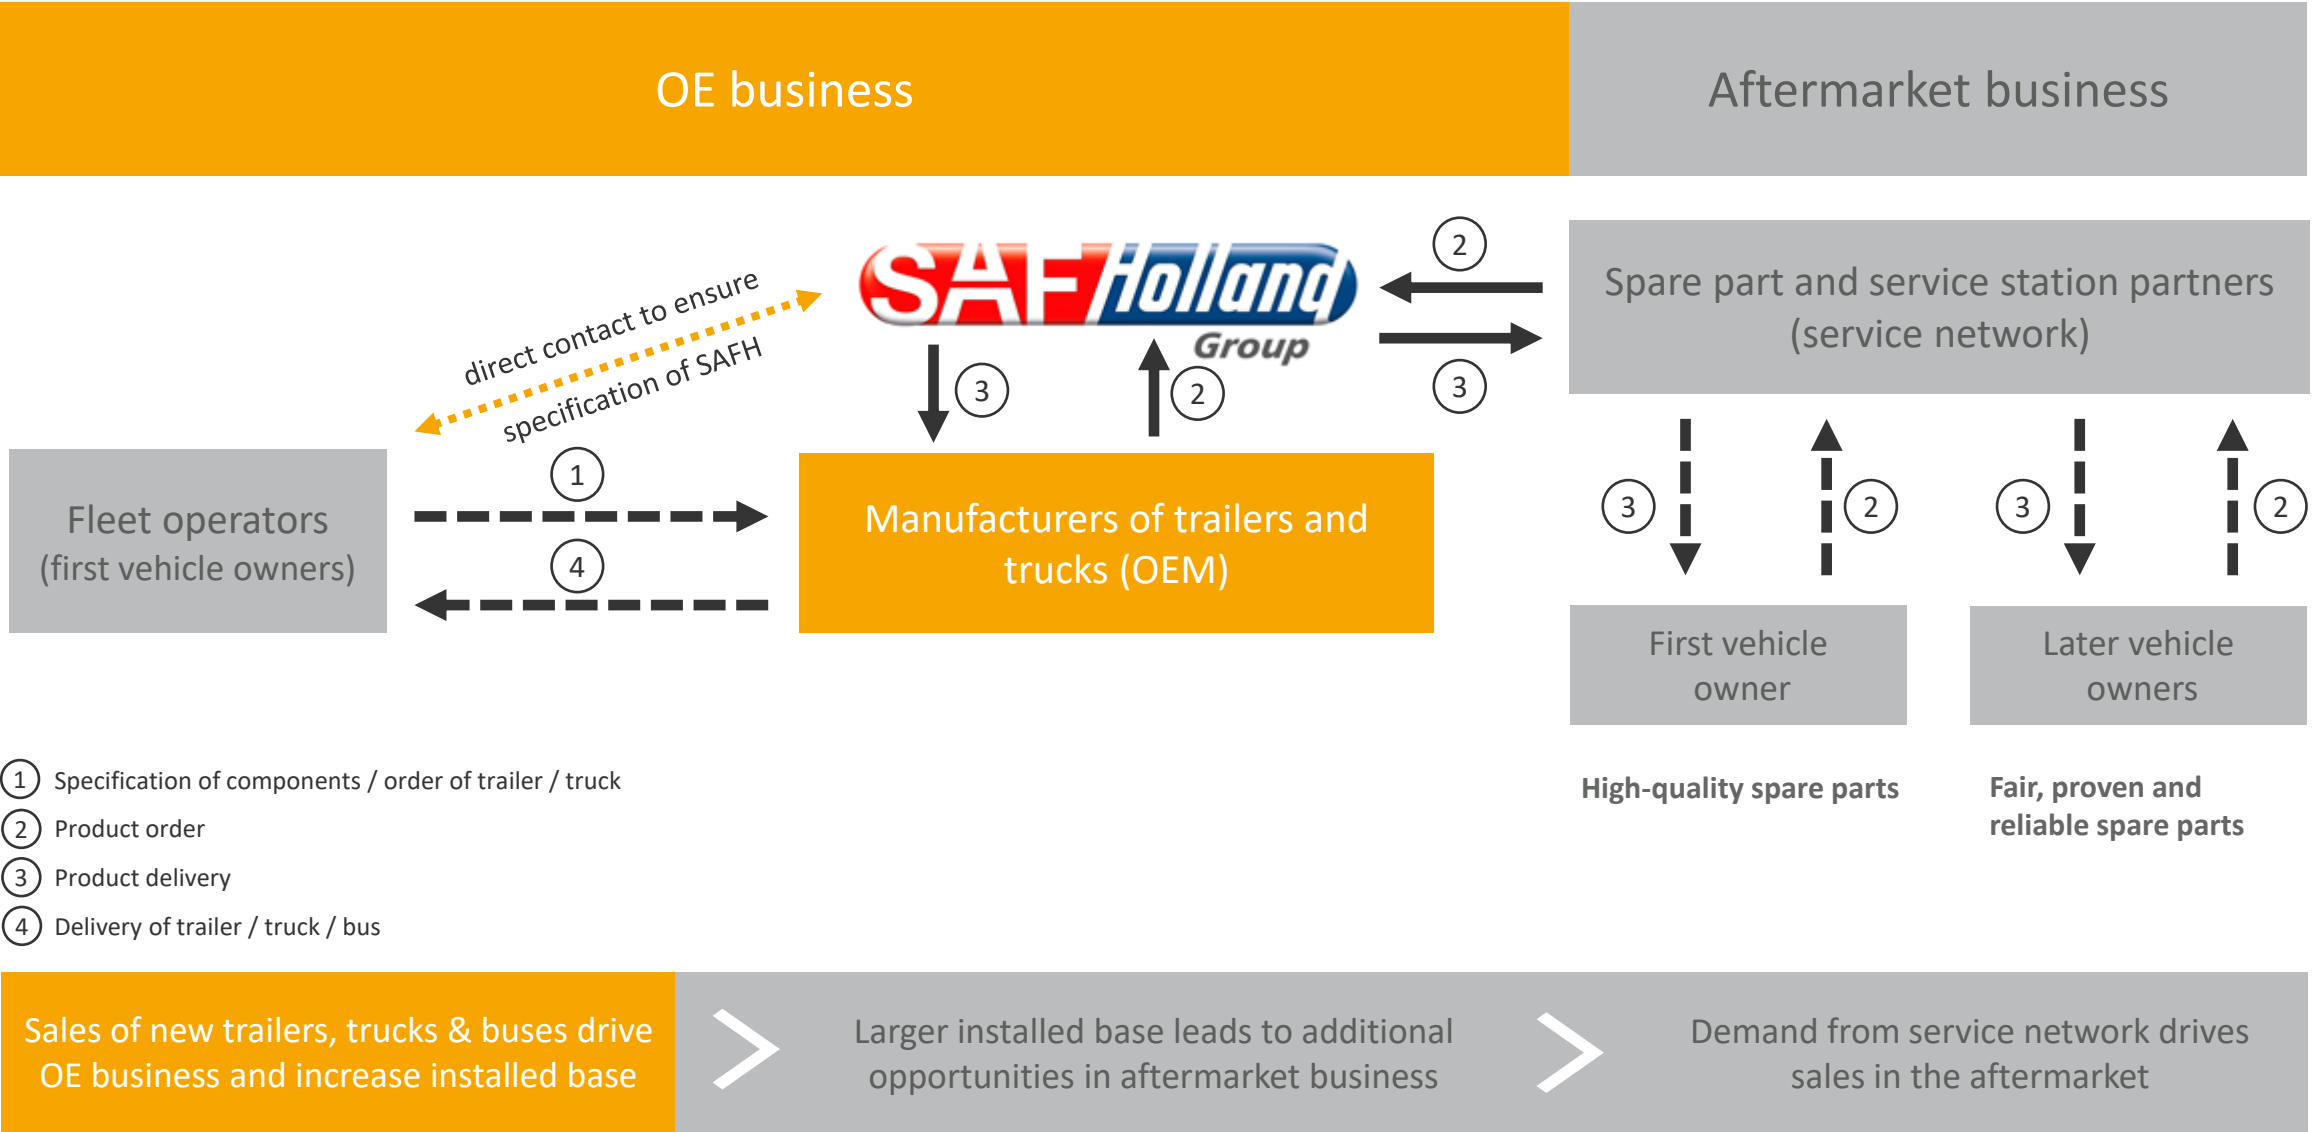 OE business
Aftermarket business
SAF Holland
Group
direct contact to ensure
specification of SAFH
2
3
Spare part and service station partners
(service network)
3
2
Fleet operators
(first vehicle owners)
1
4
Manufacturers of trailers and
trucks (OEM)
3
2
3
2
First vehicle
owner
Later vehicle
owners
High-quality spare parts
Fair, proven and
reliable spare parts
1 Specification of components / order of trailer / truck
2 Product order
3 Product delivery
4 Delivery of trailer / truck / bus
Sales of new trailers, trucks & buses drive
OE business and increase installed base
Larger installed base leads to additional
opportunities in aftermarket business
Demand from service network drives
sales in the aftermarket